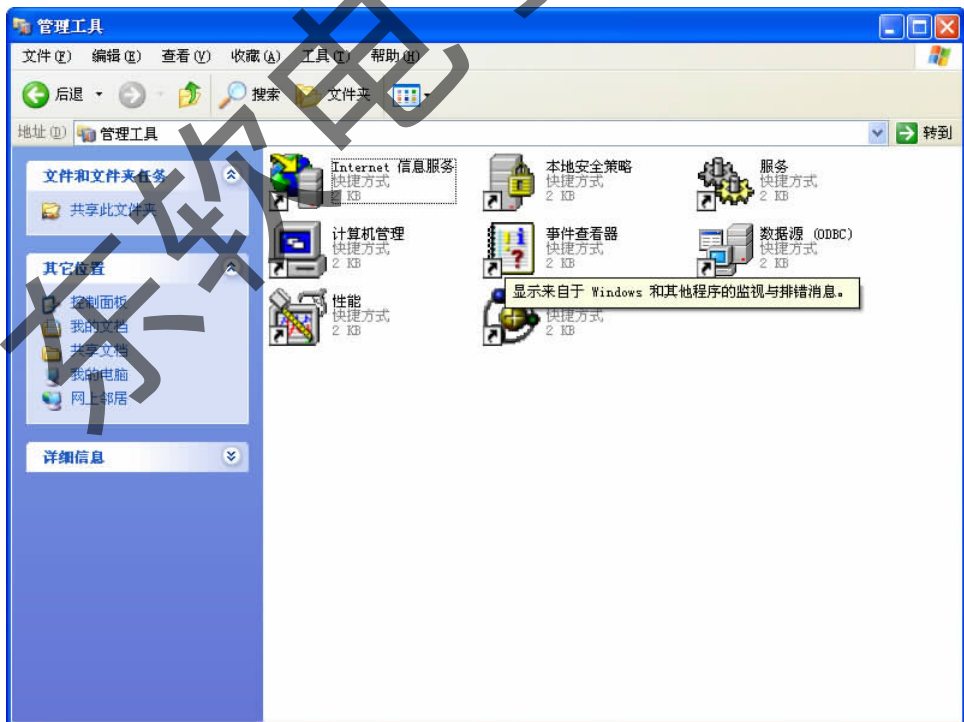 管理工具
文件(F) 编辑(E) 查看(V) 收藏(A) 工具(T) 帮助(H)
后退 搜索 文件夹
地址(D) 管理工具 转到
文件和文件夹任务
共享此文件夹
其它位置
控制面板
我的文档
共享文档
我的电脑
网上邻居
详细信息
Internet 信息服务
快捷方式
2 KB
本地安全策略
快捷方式
2 KB
服务
快捷方式
2 KB
计算机管理
快捷方式
2 KB
事件查看器
快捷方式
2 KB
数据源 (ODBC)
快捷方式
2 KB
显示来自于 Windows 和其他程序的监视与排错消息。
性能
快捷方式
2 KB
快捷方式
2 KB
东软电